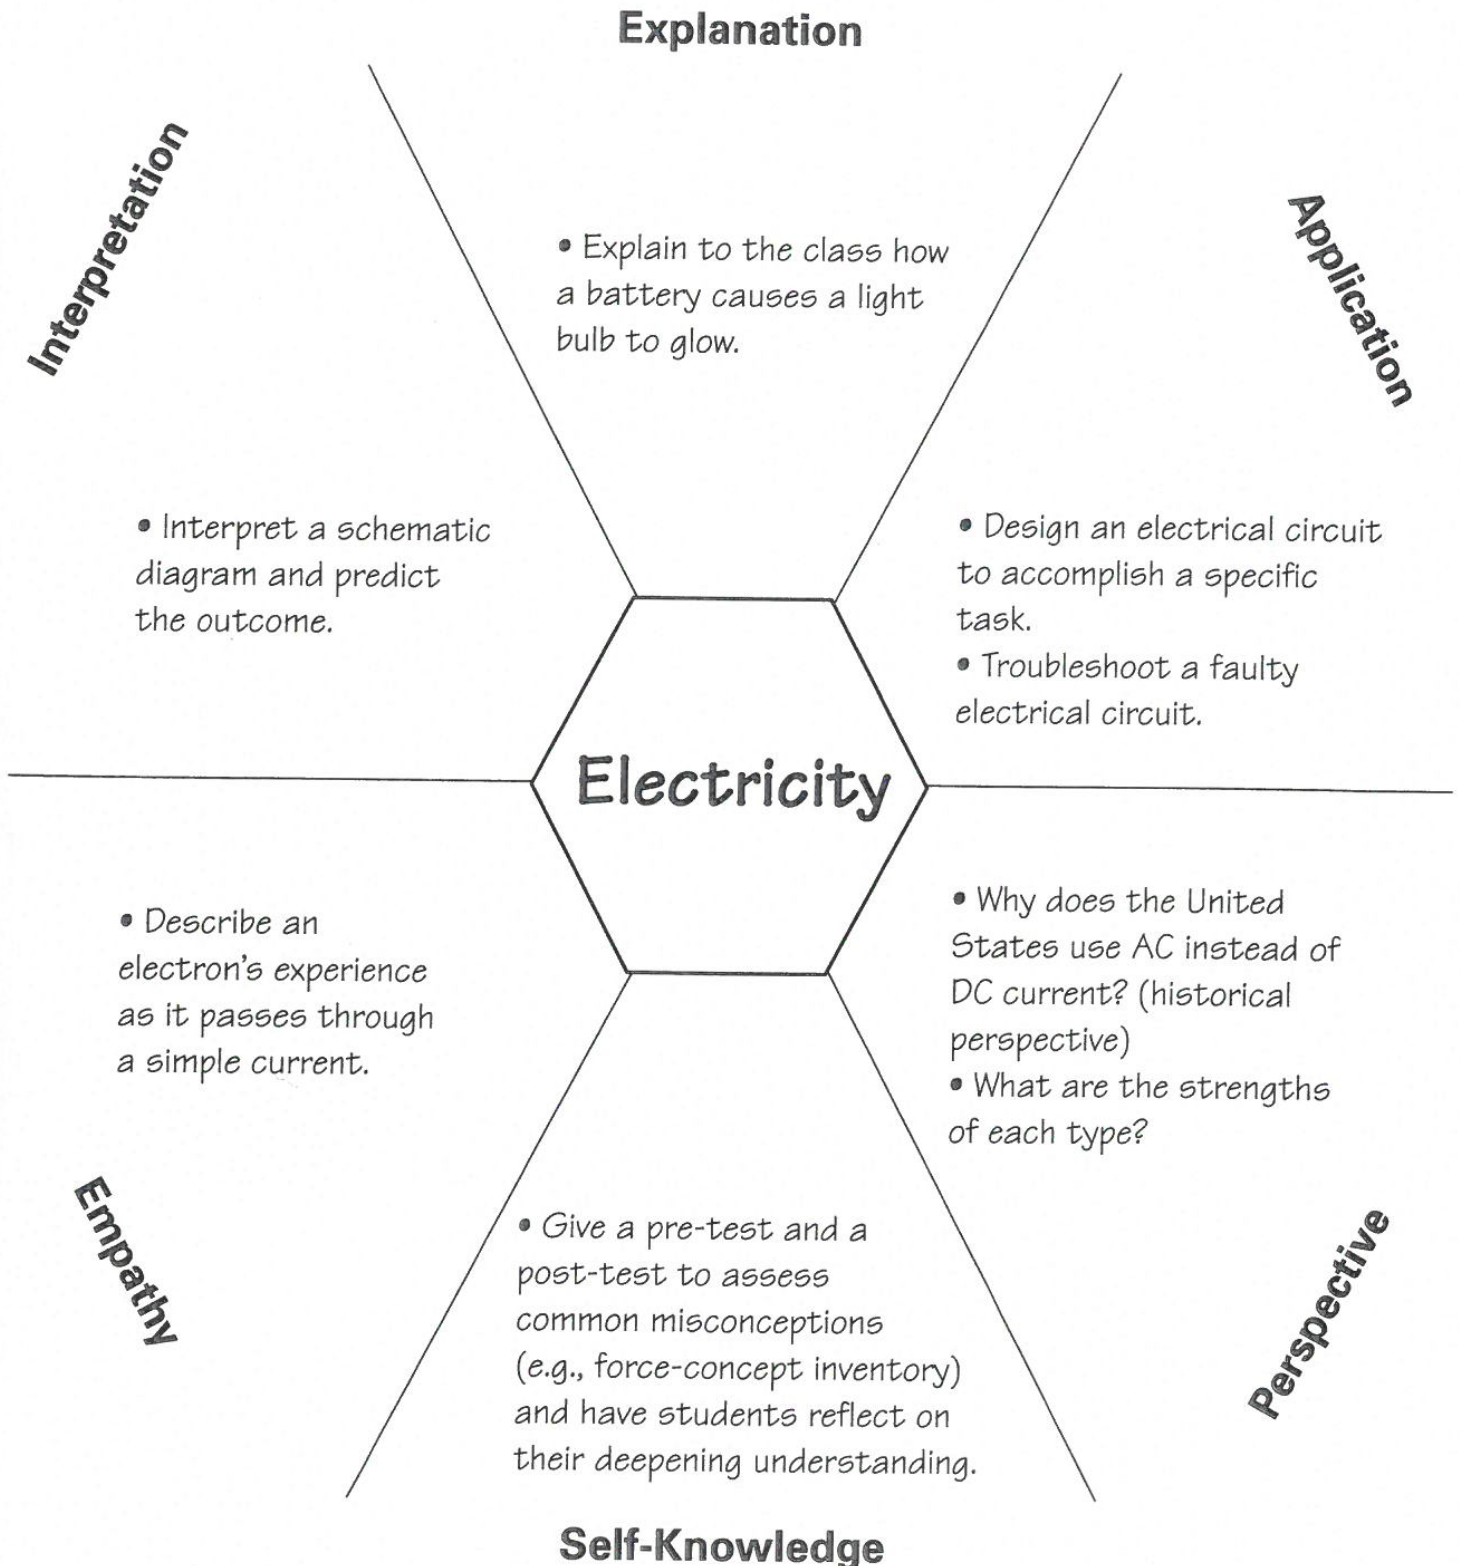 Explanation
Interpretation
Application
• Explain to the class how
a battery causes a light
bulb to glow.
• Interpret a schematic
diagram and predict
the outcome.
• Design an electrical circuit
to accomplish a specific
task.
• Troubleshoot a faulty
electrical circuit.
Electricity
• Describe an
electron's experience
as it passes through
a simple current.
• Why does the United
States use AC instead of
DC current? (historical
perspective)
• What are the strengths
of each type?
Empathy
Perspective
• Give a pre-test and a
post-test to assess
common misconceptions
(e.g., force-concept inventory)
and have students reflect on
their deepening understanding.
Self-Knowledge